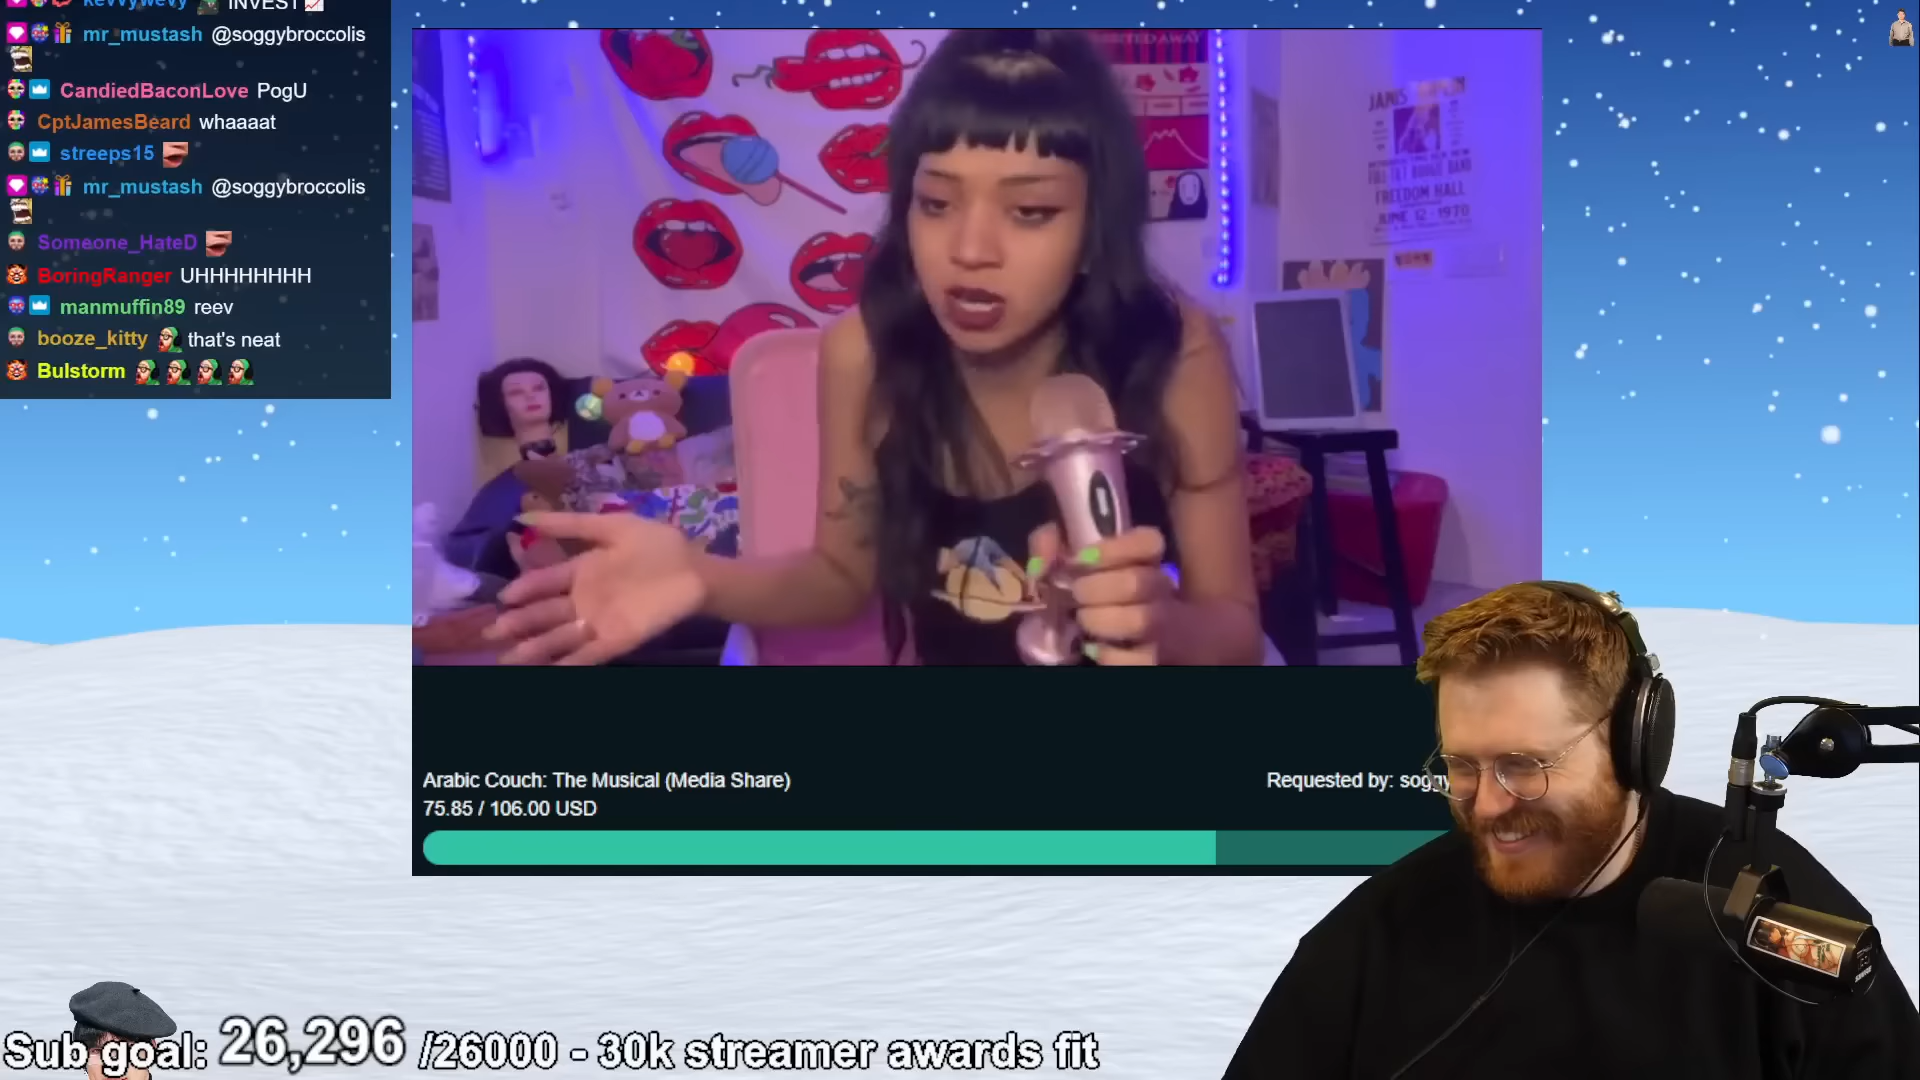 kevvywevy INVEST
mr_mustash @soggybroccolis
CandiedBaconLove PogU
CptJamesBeard whaaaat
streeps15
mr_mustash @soggybroccolis
Someone_HateD
BoringRanger UHHHHHHHH
manmuffin89 reev
booze_kitty that's neat
Bulstorm
JANIS
FREEDOM HALL
JUNE 12-1970
Arabic Couch: The Musical (Media Share)
Requested by: soggy
75.85 / 106.00 USD
Sub goal: 26,296 /26000 - 30k streamer awards fit